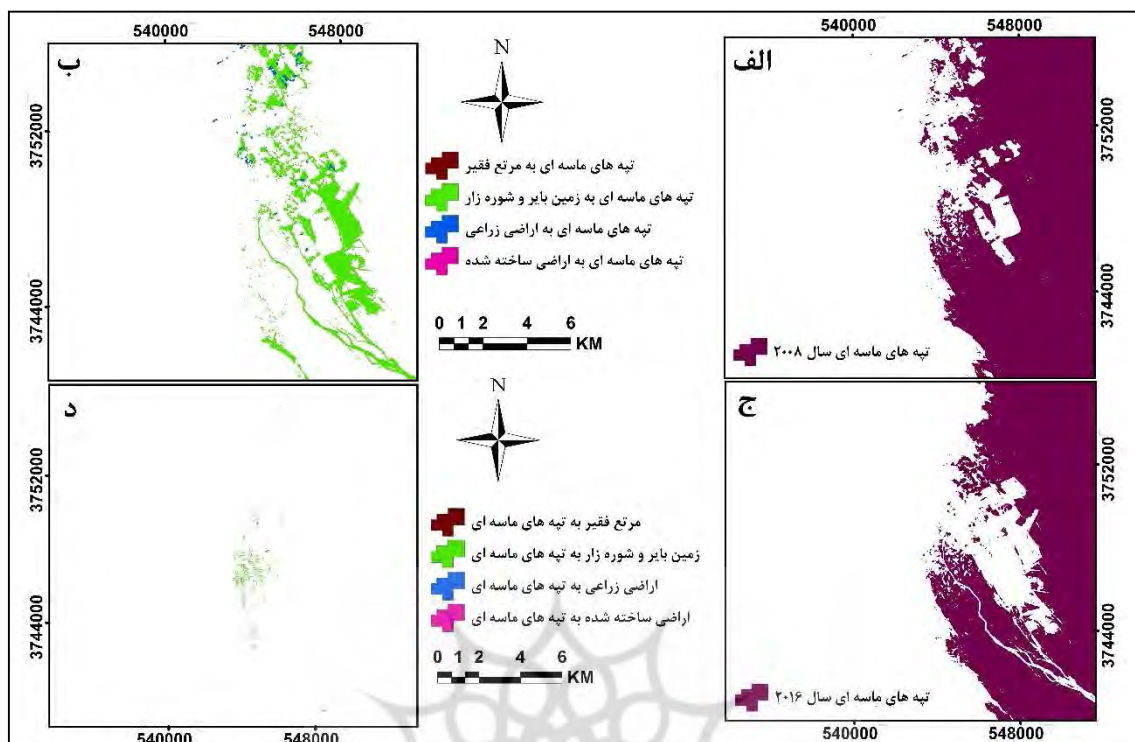 540000 548000
540000 548000
الف
3752000
3744000
تپه های ماسه ای سال ۲۰۰۸
ب
3752000
3744000
N
تپه های ماسه ای به مرتع فقیر
تپه های ماسه ای به زمین بایر و شوره زار
تپه های ماسه ای به اراضی زراعی
تپه های ماسه ای به اراضی ساخته شده
0 1 2 4 6
KM
ج
3752000
3744000
تپه های ماسه ای سال ۲۰۱۶
540000 548000
د
3752000
3744000
N
مرتع فقیر به تپه های ماسه ای
زمین بایر و شوره زار به تپه های ماسه ای
اراضی زراعی به تپه های ماسه ای
اراضی ساخته شده به تپه های ماسه ای
0 1 2 4 6
KM
540000 548000